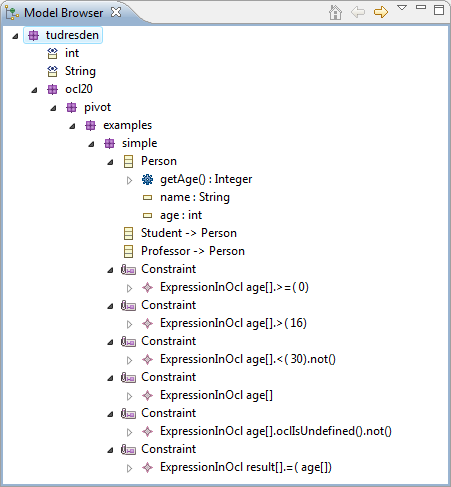 Model Browser
tudresden
int
String
ocl20
pivot
examples
simple
Person
getAge() : Integer
name : String
age : int
Student -> Person
Professor -> Person
Constraint
ExpressionInOcl age[].>=( 0)
Constraint
ExpressionInOcl age[].>( 16)
Constraint
ExpressionInOcl age[].<( 30).not()
Constraint
ExpressionInOcl age[]
Constraint
ExpressionInOcl age[].oclIsUndefined().not()
Constraint
ExpressionInOcl result[].=( age[])